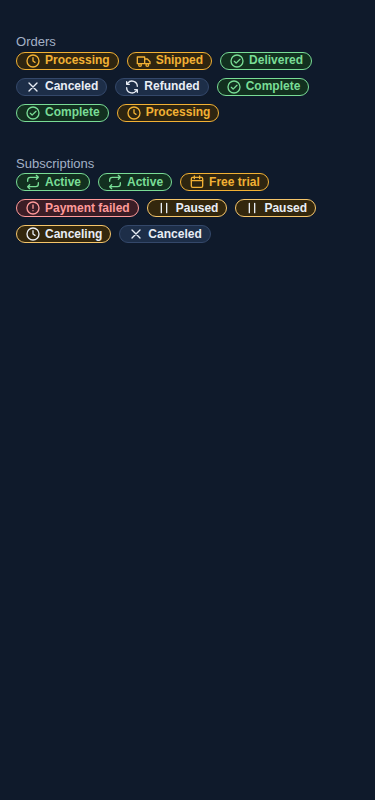 Orders
Processing Shipped Delivered
Canceled Refunded Complete
Complete Processing
Subscriptions
Active Active Free trial
Payment failed Paused Paused
Canceling Canceled